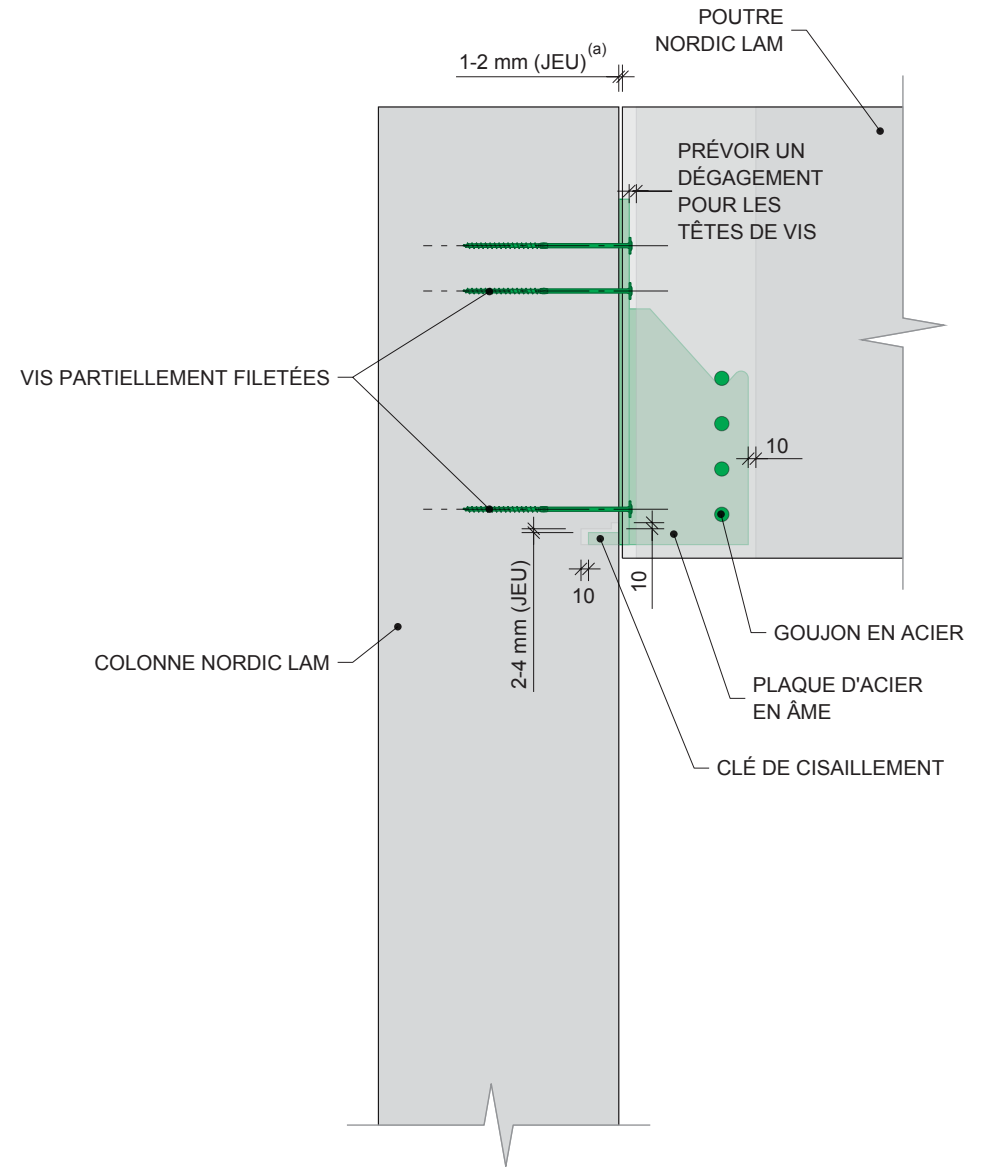 POUTRE
NORDIC LAM
1-2 mm (JEU)(a)
PRÉVOIR UN
DÉGAGEMENT
POUR LES
TÊTES DE VIS
VIS PARTIELLEMENT FILETÉES
10
2-4 mm (JEU)
10
10
GOUJON EN ACIER
COLONNE NORDIC LAM
PLAQUE D'ACIER
EN ÂME
CLÉ DE CISAILLEMENT